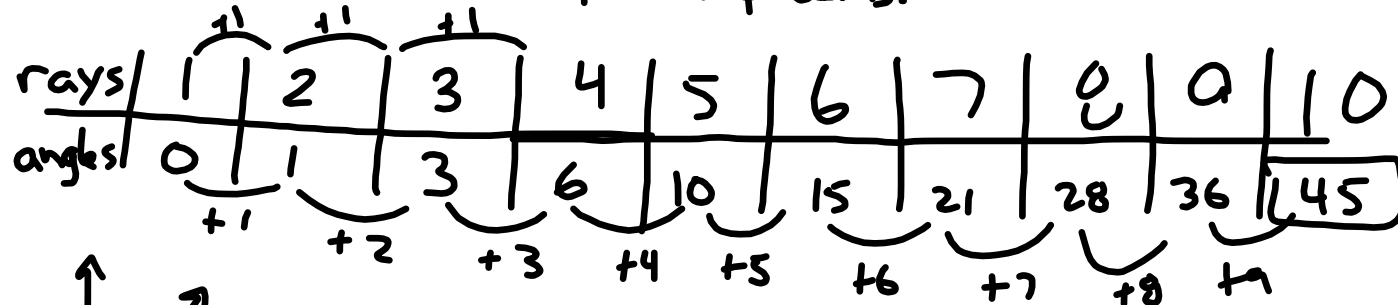 +1 +1 +1
rays 1 2 3 4 5 6 7 8 9 10
angles 0 1 3 6 10 15 21 28 36 45
+1 +2 +3 +4 +5 +6 +7 +8 +9